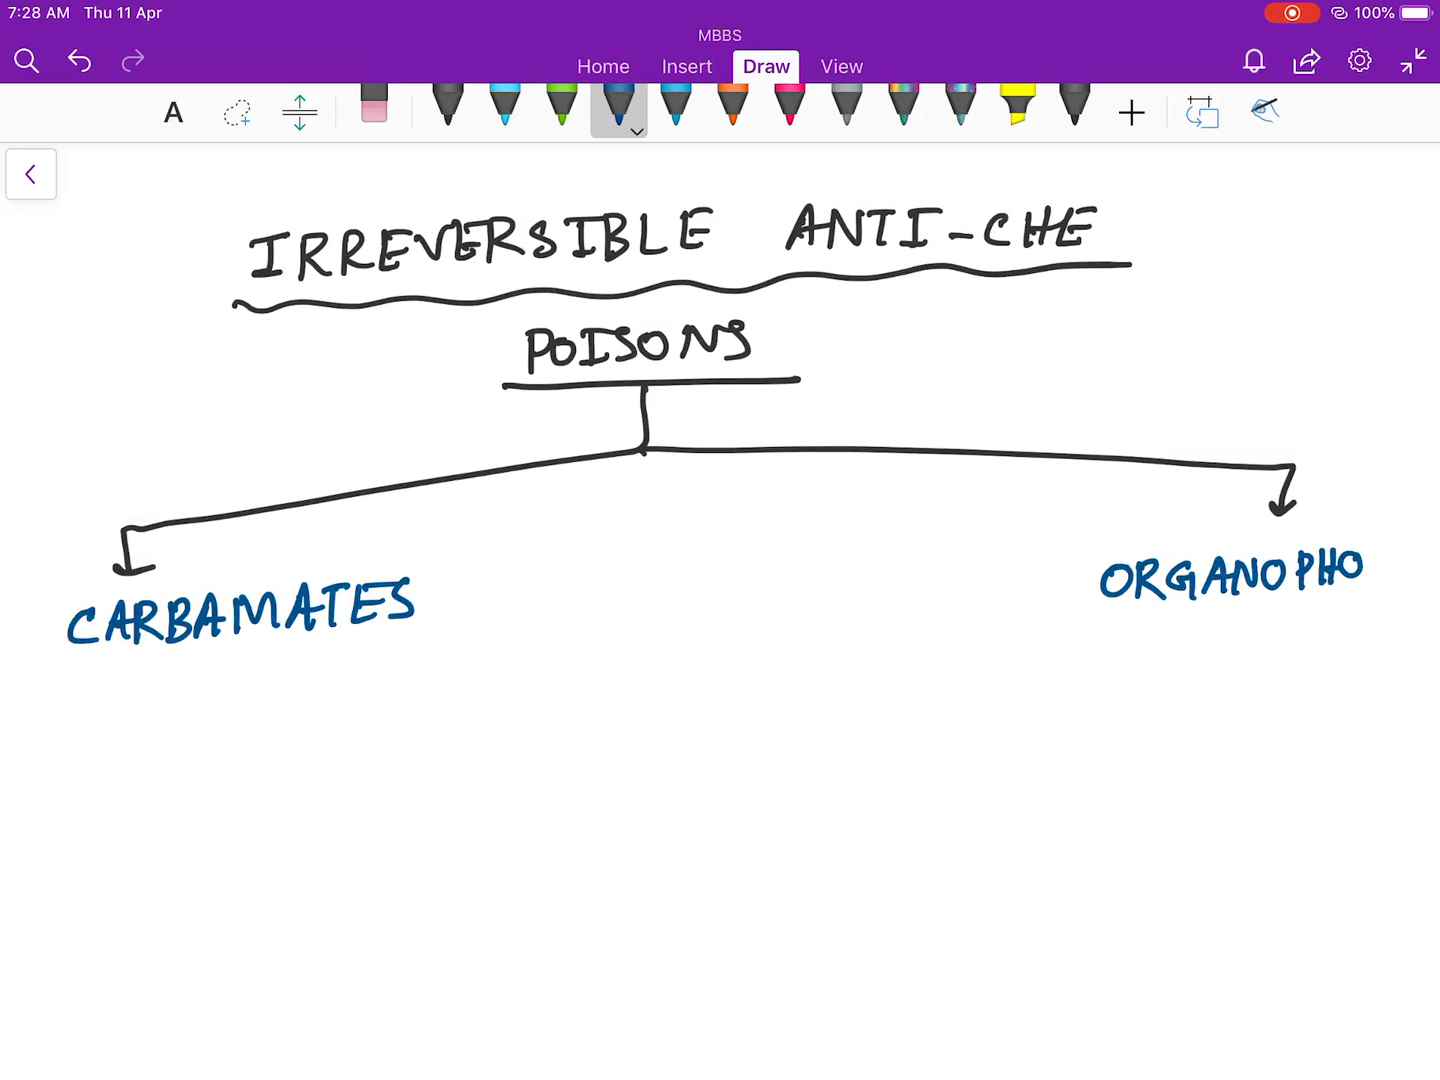 7:28 AM Thu 11 Apr
100%
MBBS
Home Insert Draw View
A
IRREVERSIBLE ANTI-CHE
POISONS
CARBAMATES
ORGANOPHO